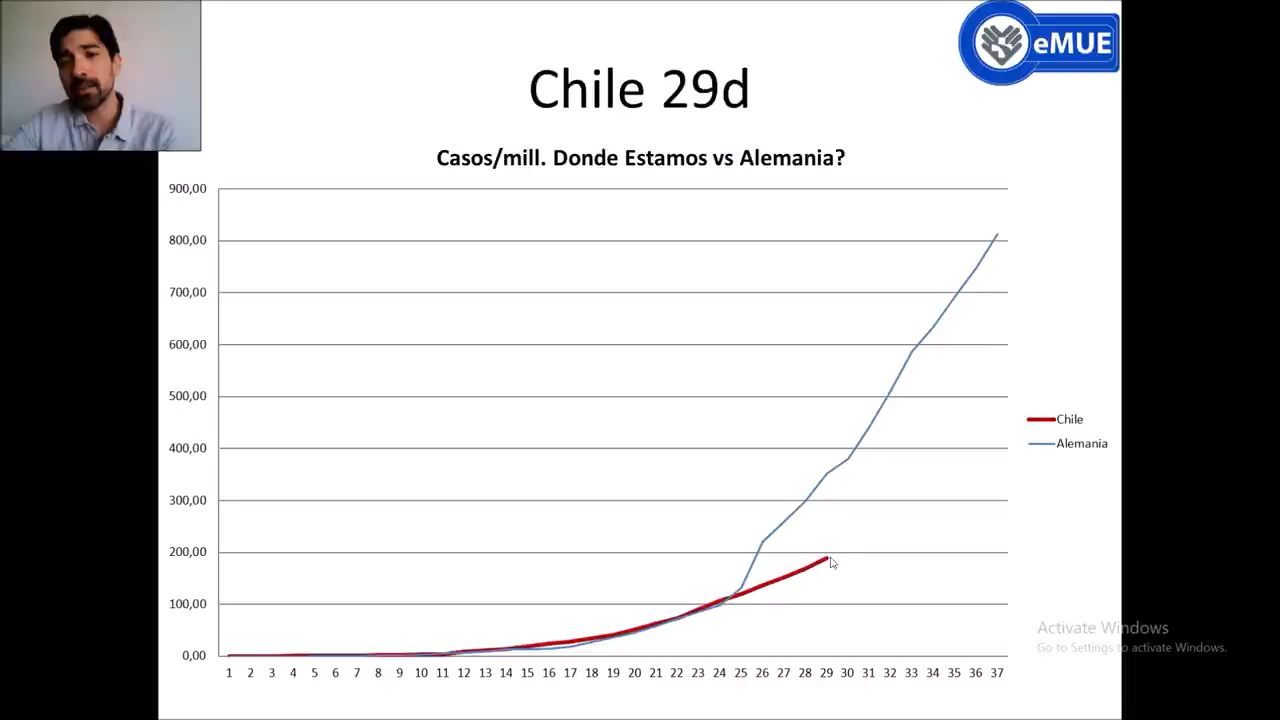 eMUE
Chile 29d
Casos/mill. Donde Estamos vs Alemania?
900,00
800,00
700,00
600,00
500,00
400,00
300,00
200,00
100,00
0,00
1 2 3 4 5 6 7 8 9 10 11 12 13 14 15 16 17 18 19 20 21 22 23 24 25 26 27 28 29 30 31 32 33 34 35 36 37
Chile
Alemania
Activate Windows
Go to Settings to activate Windows.